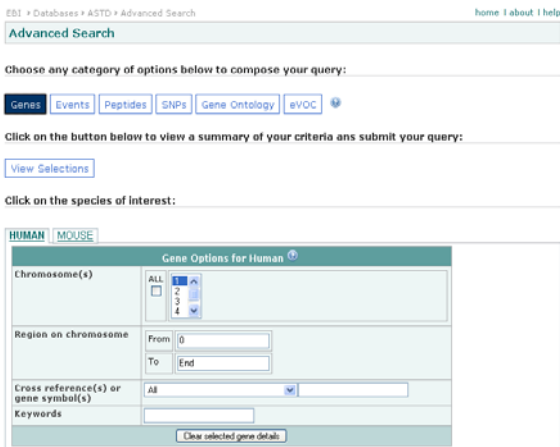 EBI › Databases › ASTD › Advanced Search home | about | help
Advanced Search
Choose any category of options below to compose your query:
Genes Events Peptides SNPs Gene Ontology eVOC
Click on the button below to view a summary of your criteria ans submit your query:
View Selections
Click on the species of interest:
HUMAN MOUSE
Gene Options for Human
Chromosome(s) ALL 1
2
3
4
Region on chromosome From 0
To End
Cross reference(s) or gene symbol(s) All
Keywords
Clear selected gene details